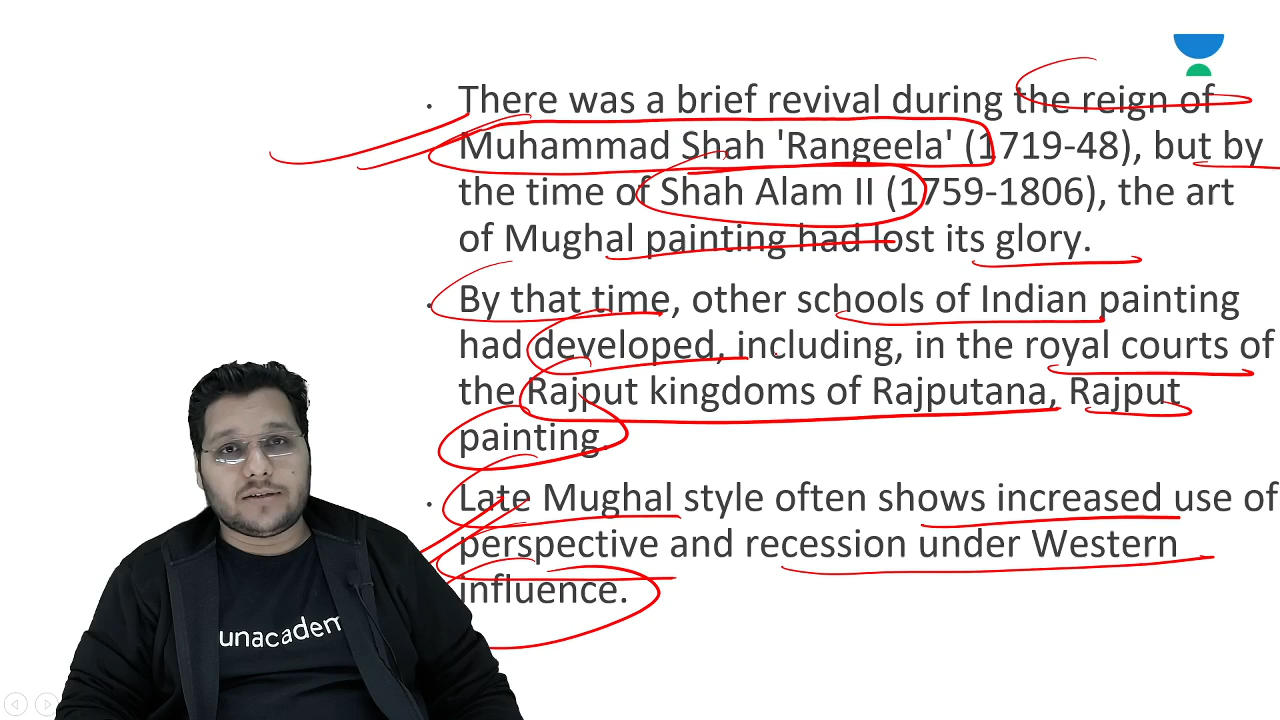 • There was a brief revival during the reign of
Muhammad Shah 'Rangeela' (1719-48), but by
the time of Shah Alam II (1759-1806), the art
of Mughal painting had lost its glory.
• By that time, other schools of Indian painting
had developed, including, in the royal courts of
the Rajput kingdoms of Rajputana, Rajput
painting.
• Late Mughal style often shows increased use of
perspective and recession under Western
influence.
unacadem